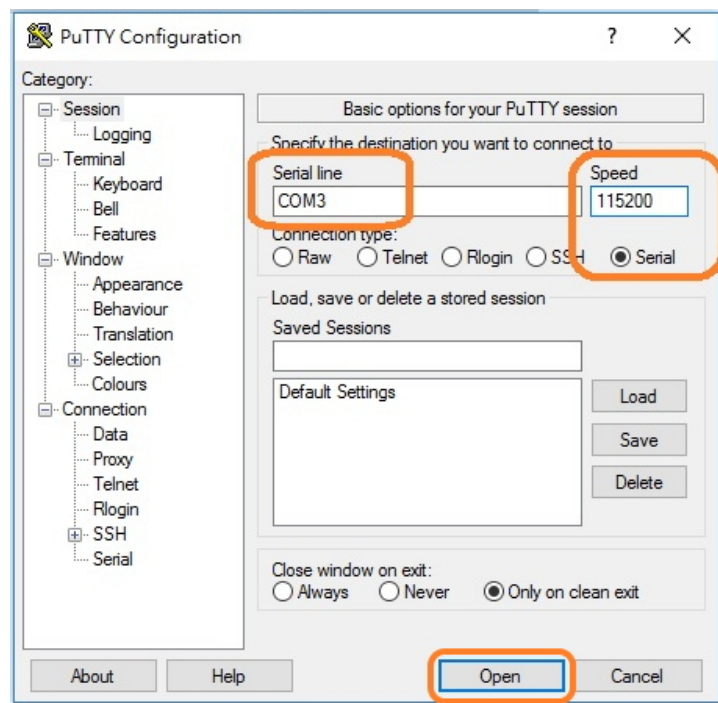 PuTTY Configuration
?
Category:
Session
Logging
Terminal
Keyboard
Bell
Features
Window
Appearance
Behaviour
Translation
Selection
Colours
Connection
Data
Proxy
Telnet
Rlogin
SSH
Serial
Basic options for your PuTTY session
Specify the destination you want to connect to
Serial line Speed
COM3 115200
Connection type:
Raw Telnet Rlogin SSH Serial
Load, save or delete a stored session
Saved Sessions
Default Settings
Load
Save
Delete
Close window on exit:
Always Never Only on clean exit
About Help Open Cancel